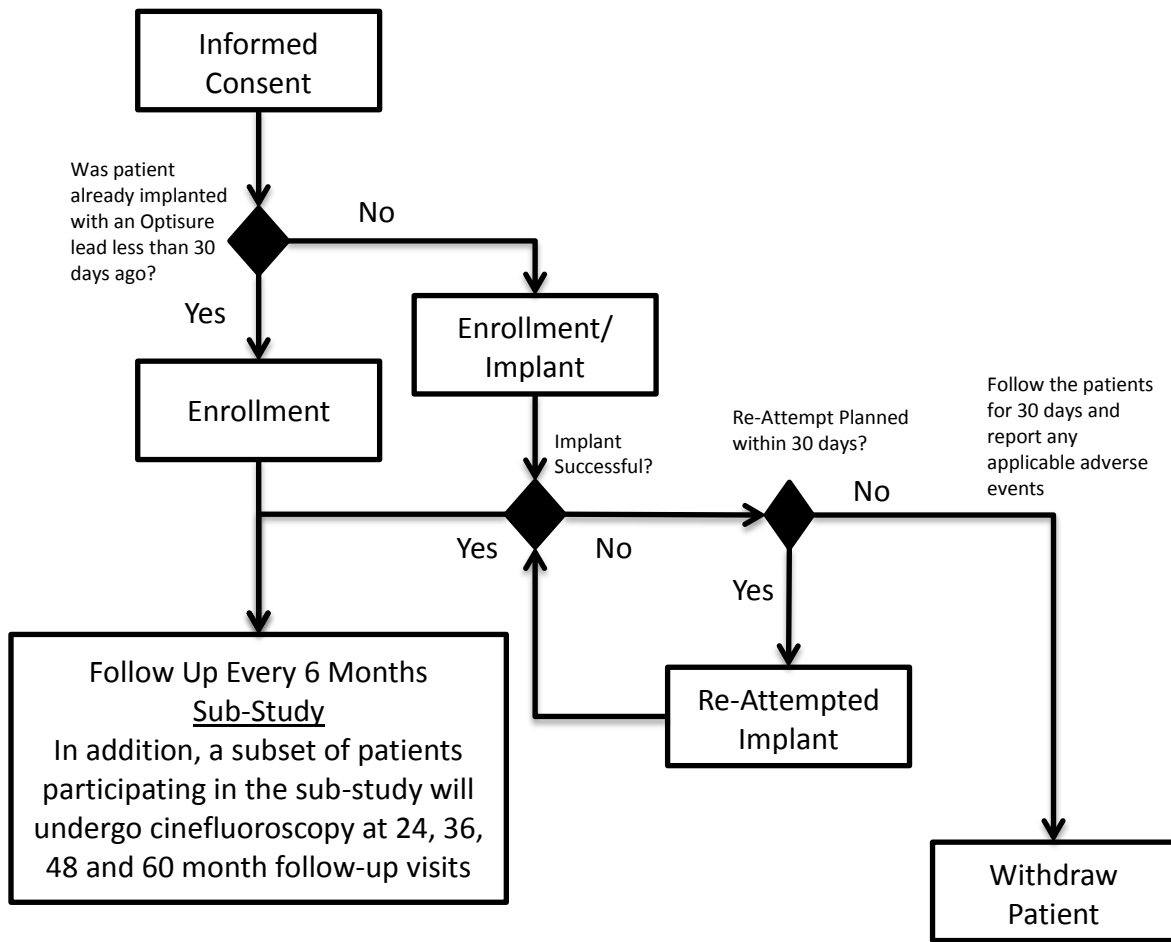 Informed
Consent
Was patient
already implanted
with an Optisure
lead less than 30
days ago?
No
Yes
Enrollment/
Implant
Enrollment
Implant
Successful?
Re-Attempt Planned
within 30 days?
Follow the patients
for 30 days and
report any
applicable adverse
events
Yes
No
No
Yes
Follow Up Every 6 Months
Sub-Study
In addition, a subset of patients
participating in the sub-study will
undergo cinefluoroscopy at 24, 36,
48 and 60 month follow-up visits
Re-Attempted
Implant
Withdraw
Patient